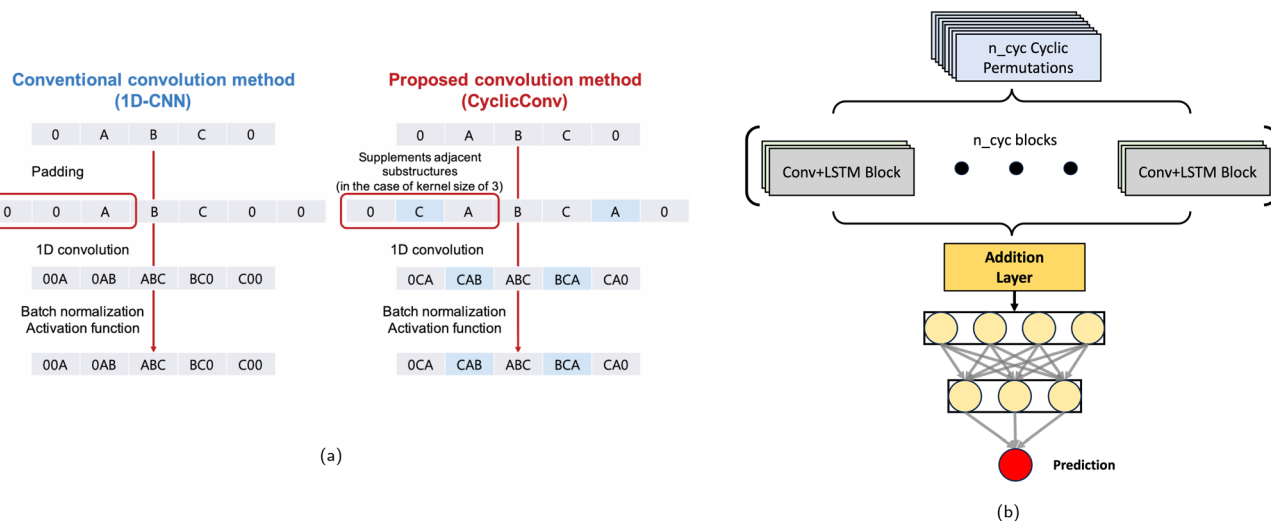 Conventional convolution method
(1D-CNN)
0 A B C 0
Padding
0 0 A B C 0 0
1D convolution
00A 0AB ABC BC0 C00
Batch normalization
Activation function
00A 0AB ABC BC0 C00
Proposed convolution method
(CyclicConv)
0 A B C 0
Supplements adjacent
substructures
(in the case of kernel size of 3)
0 C A B C A 0
1D convolution
0CA CAB ABC BCA CA0
Batch normalization
Activation function
0CA CAB ABC BCA CA0
(a)
n_cyc Cyclic
Permutations
n_cyc blocks
Conv+LSTM Block
Conv+LSTM Block
Addition
Layer
Prediction
(b)